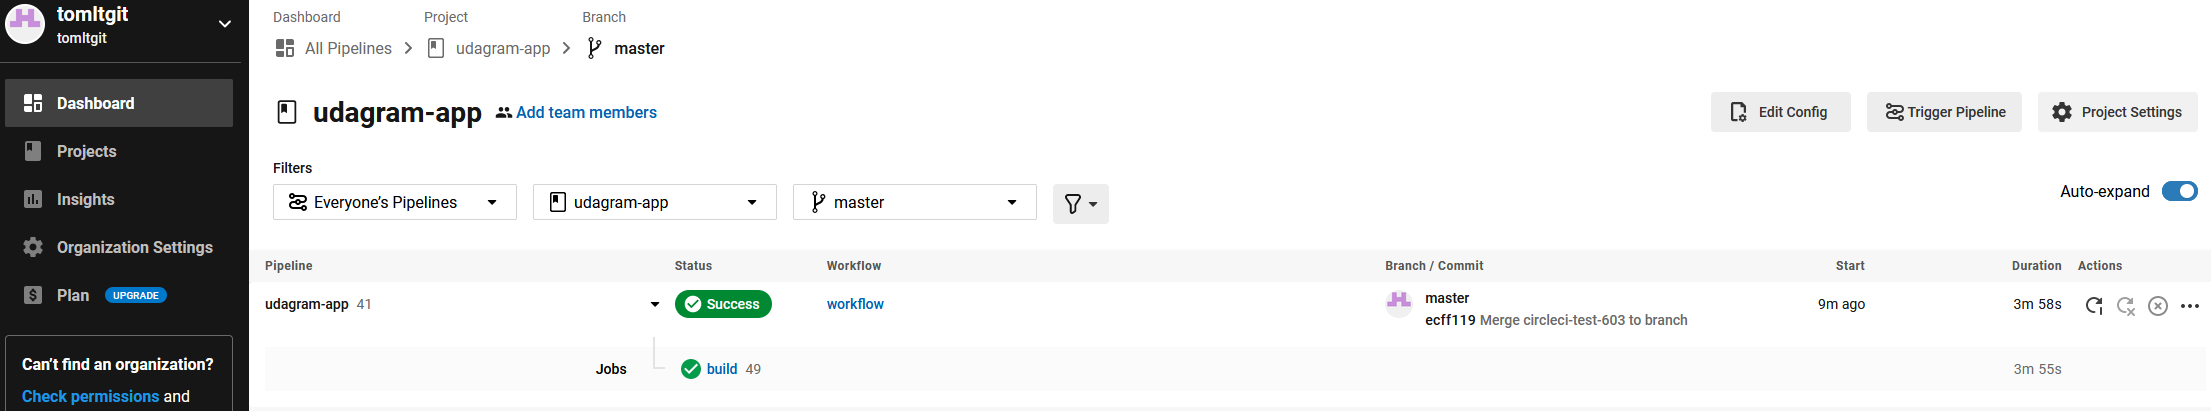 tomltgit
tomltgit
Dashboard
Projects
Insights
Organization Settings
Plan UPGRADE
Can't find an organization?
Check permissions and
Dashboard Project Branch
All Pipelines udagram-app master
udagram-app Add team members
Edit Config Trigger Pipeline Project Settings
Filters
Everyone's Pipelines udagram-app master
Auto-expand
Pipeline Status Workflow Branch / Commit Start Duration Actions
udagram-app 41 Success workflow master 9m ago 3m 58s
ecff119 Merge circleci-test-603 to branch
Jobs build 49 3m 55s